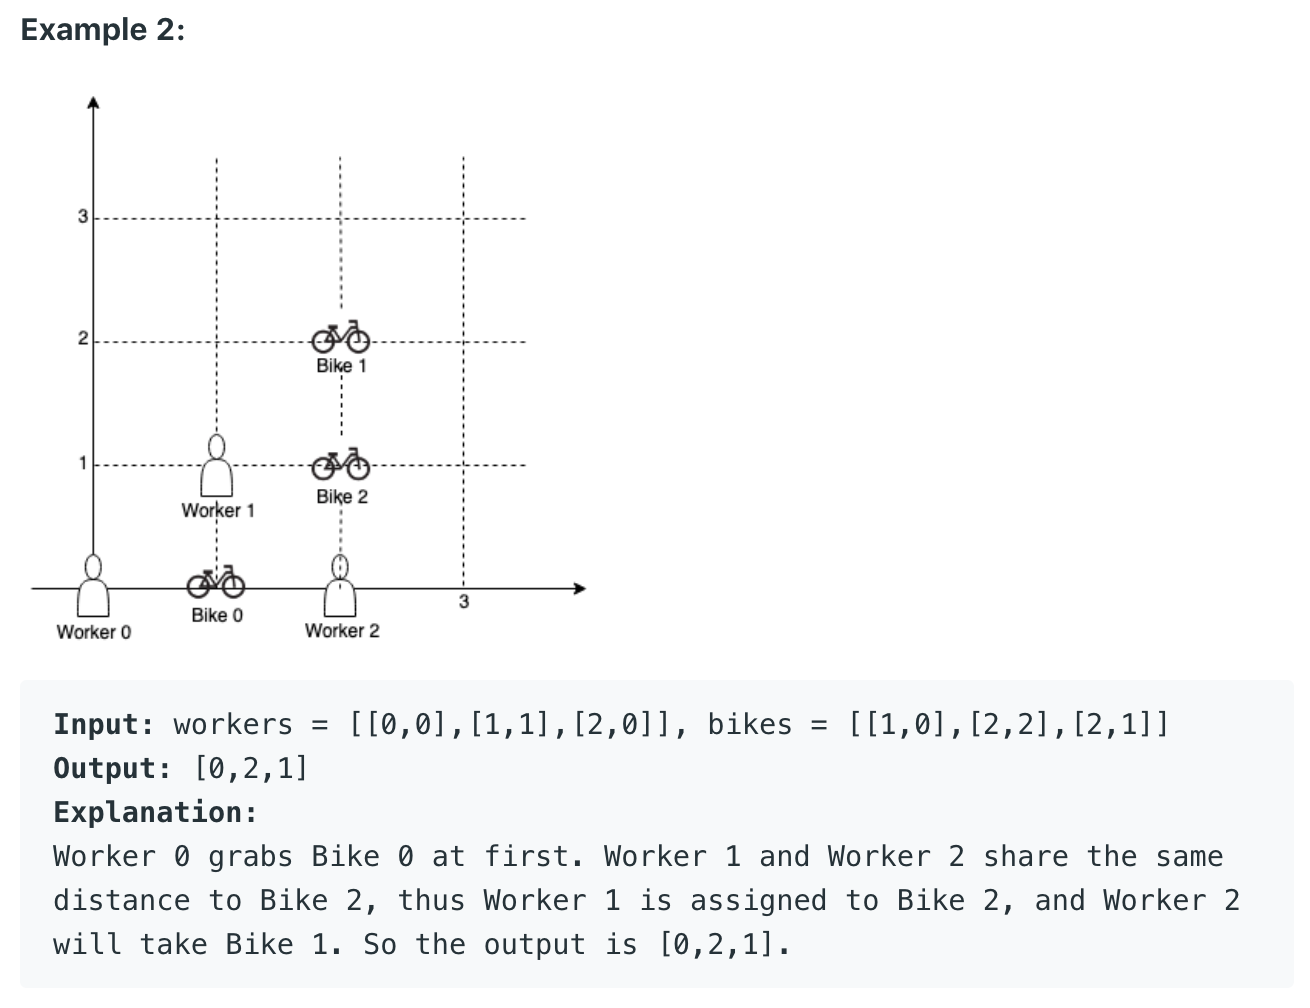 Example 2:
3
2
Bike 1
1
Bike 2
Worker 1
3
Bike 0
Worker 0
Worker 2
Input: workers = [[0,0],[1,1],[2,0]], bikes = [[1,0],[2,2],[2,1]]
Output: [0,2,1]
Explanation:
Worker 0 grabs Bike 0 at first. Worker 1 and Worker 2 share the same
distance to Bike 2, thus Worker 1 is assigned to Bike 2, and Worker 2
will take Bike 1. So the output is [0,2,1].